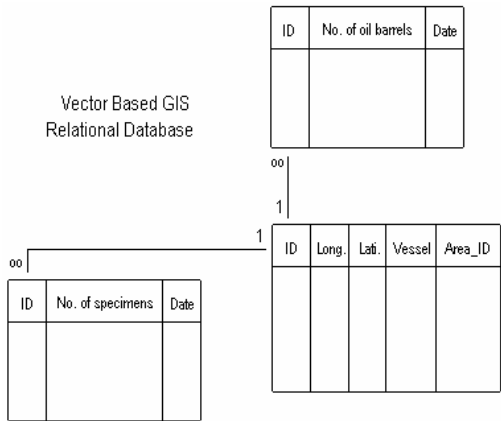 ID No. of oil barrels Date
Vector Based GIS
Relational Database
oo
1
1
ID Long. Lati. Vessel Area_ID
oo
ID No. of specimens Date